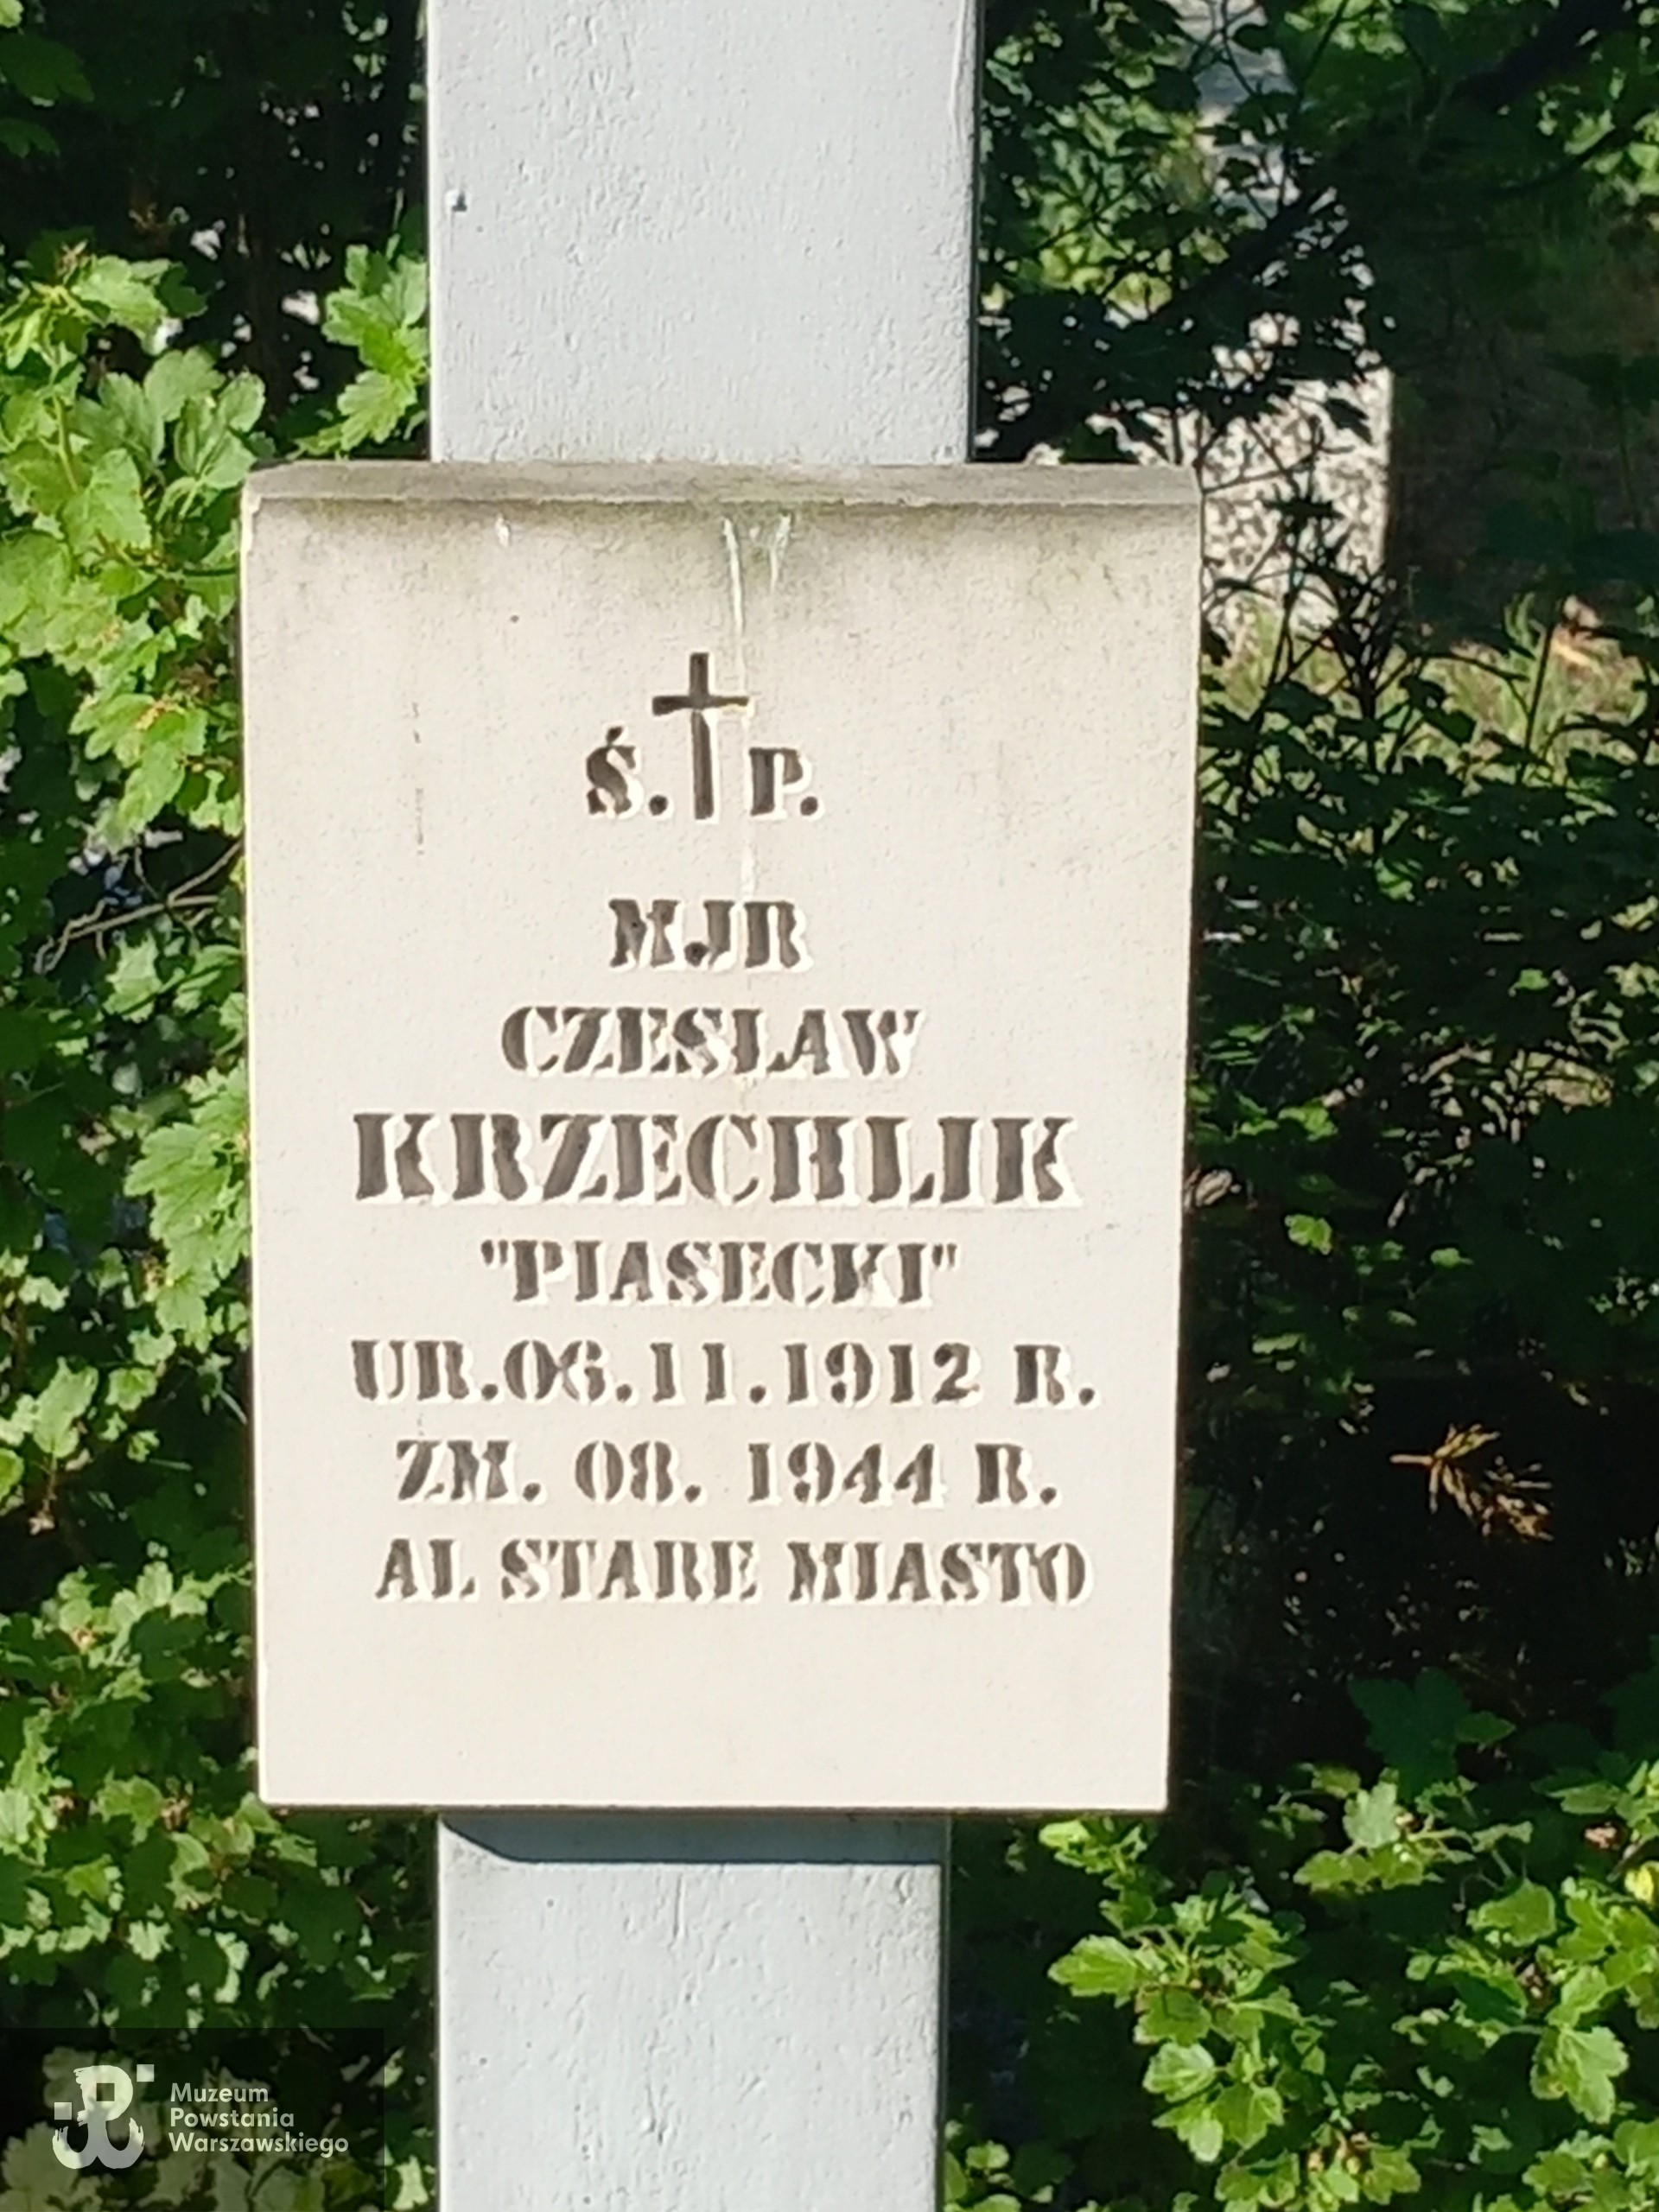 Ś. P.
MJR
CZESŁAW
KRZECHLIK
"PIASECKI"
UR.06.11.1912 R.
ZM. 08. 1944 R.
AL STARE MIASTO
Muzeum
Powstania
Warszawskiego